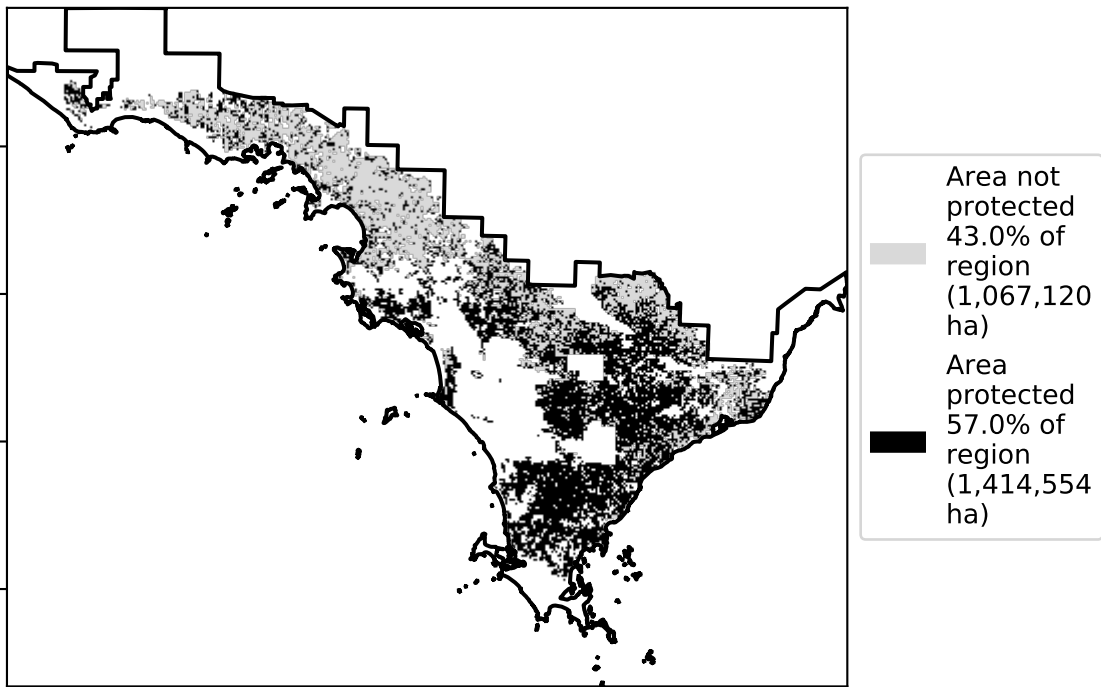 Area not
protected
43.0% of
region
(1,067,120
ha)
Area
protected
57.0% of
region
(1,414,554
ha)